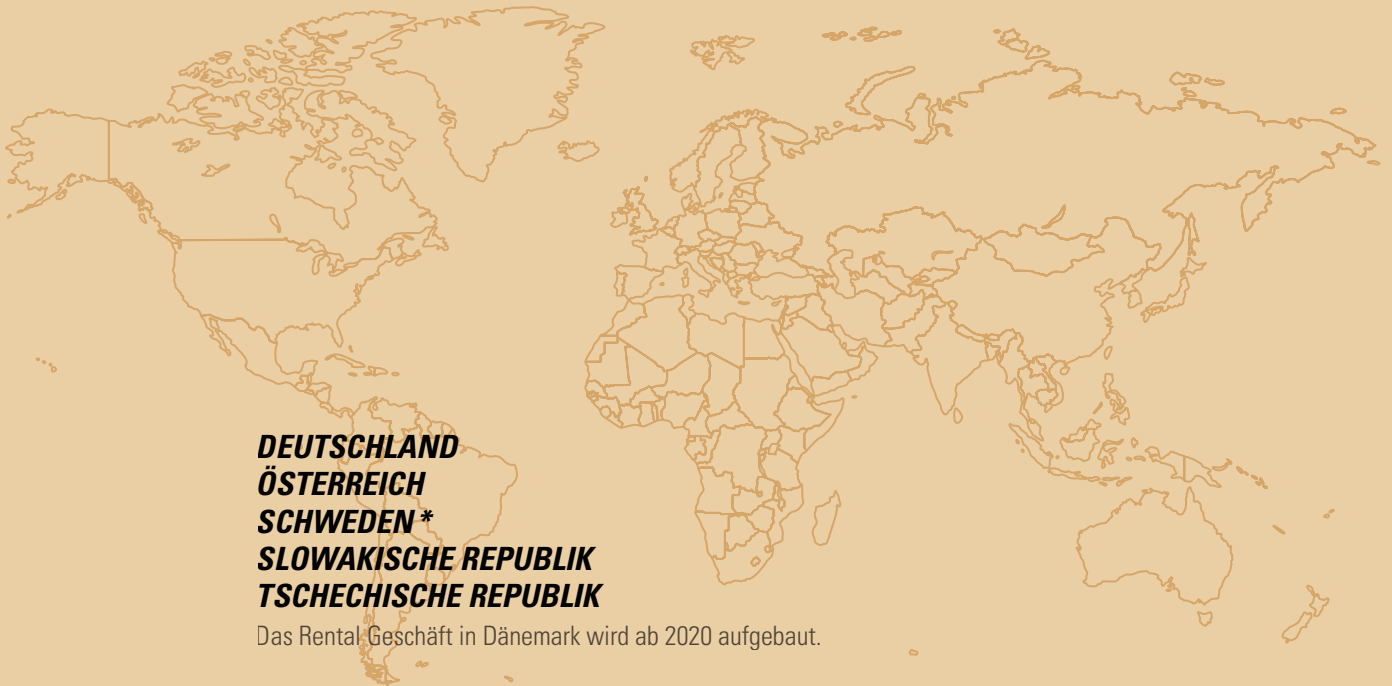 DEUTSCHLAND
ÖSTERREICH
SCHWEDEN *
SLOWAKISCHE REPUBLIK
TSCHECHISCHE REPUBLIK
Das Rental Geschäft in Dänemark wird ab 2020 aufgebaut.